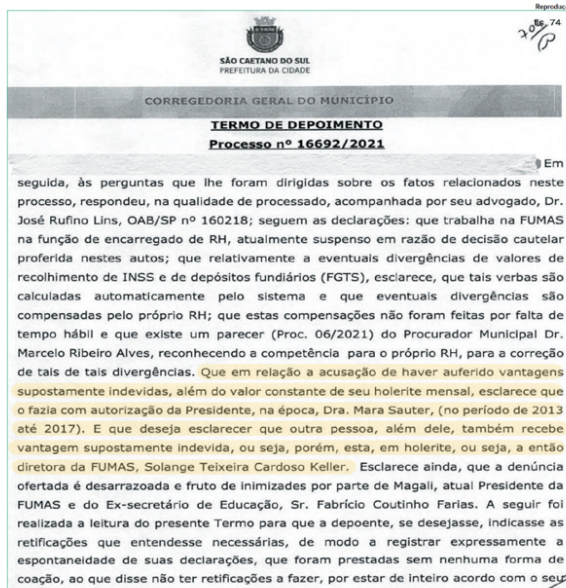 Reproduç
Fs. 74
SÃO CAETANO DO SUL
PREFEITURA DA CIDADE
CORREGEDORIA GERAL DO MUNICÍPIO
TERMO DE DEPOIMENTO
Processo nº 16692/2021
Em
seguida, às perguntas que lhe foram dirigidas sobre os fatos relacionados neste
processo, respondeu, na qualidade de processado, acompanhada por seu advogado, Dr.
José Rufino Lins, OAB/SP nº 160218; seguem as declarações: que trabalha na FUMAS
na função de encarregado de RH, atualmente suspenso em razão de decisão cautelar
proferida nestes autos; que relativamente a eventuais divergências de valores de
recolhimento de INSS e de depósitos fundiários (FGTS), esclarece, que tais verbas são
calculadas automaticamente pelo sistema e que eventuais divergências são
compensadas pelo próprio RH; que estas compensações não foram feitas por falta de
tempo hábil e que existe um parecer (Proc. 06/2021) do Procurador Municipal Dr.
Marcelo Ribeiro Alves, reconhecendo a competência para o próprio RH, para a correção
de tais de tais divergências. Que em relação a acusação de haver auferido vantagens
supostamente indevidas, além do valor constante de seu holerite mensal, esclarece que
o fazia com autorização da Presidente, na época, Dra. Mara Sauter, (no período de 2013
até 2017). E que deseja esclarecer que outra pessoa, além dele, também recebe
vantagem supostamente indevida, ou seja, porém, esta, em holerite, ou seja, a então
diretora da FUMAS, Solange Teixeira Cardoso Keller. Esclarece ainda, que a denúncia
ofertada é desarrazoada e fruto de inimizades por parte de Magali, atual Presidente da
FUMAS e do Ex-secretário de Educação, Sr. Fabrício Coutinho Farias. A seguir foi
realizada a leitura do presente Termo para que a depoente, se desejasse, indicasse as
retificações que entendesse necessárias, de modo a registrar expressamente a
espontaneidade de suas declarações, que foram prestadas sem nenhuma forma de
coação, ao que disse não ter retificações a fazer, por estar de inteiro acordo com o seu